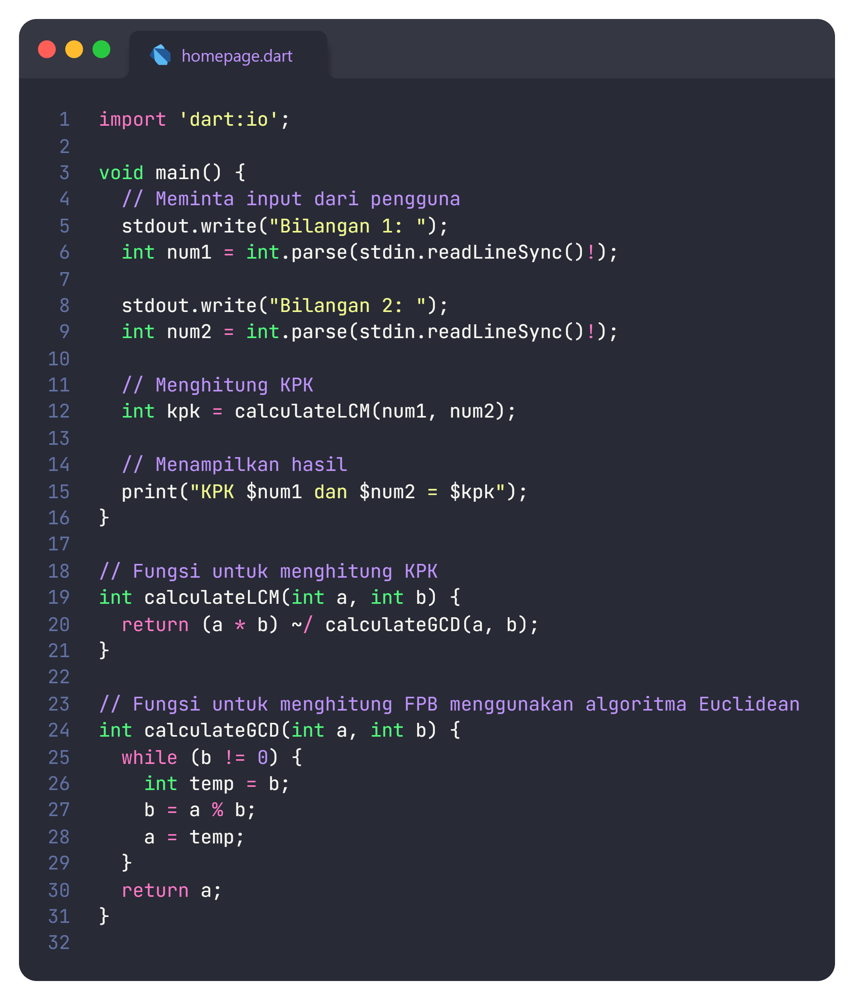 homepage.dart
1 import 'dart:io';
2
3 void main() {
4   // Meminta input dari pengguna
5   stdout.write("Bilangan 1: ");
6   int num1 = int.parse(stdin.readLineSync()!);
7
8   stdout.write("Bilangan 2: ");
9   int num2 = int.parse(stdin.readLineSync()!);
10
11   // Menghitung KPK
12   int kpk = calculateLCM(num1, num2);
13
14   // Menampilkan hasil
15   print("KPK $num1 dan $num2 = $kpk");
16 }
17
18 // Fungsi untuk menghitung KPK
19 int calculateLCM(int a, int b) {
20   return (a * b) ~/ calculateGCD(a, b);
21 }
22
23 // Fungsi untuk menghitung FPB menggunakan algoritma Euclidean
24 int calculateGCD(int a, int b) {
25   while (b != 0) {
26     int temp = b;
27     b = a % b;
28     a = temp;
29   }
30   return a;
31 }
32